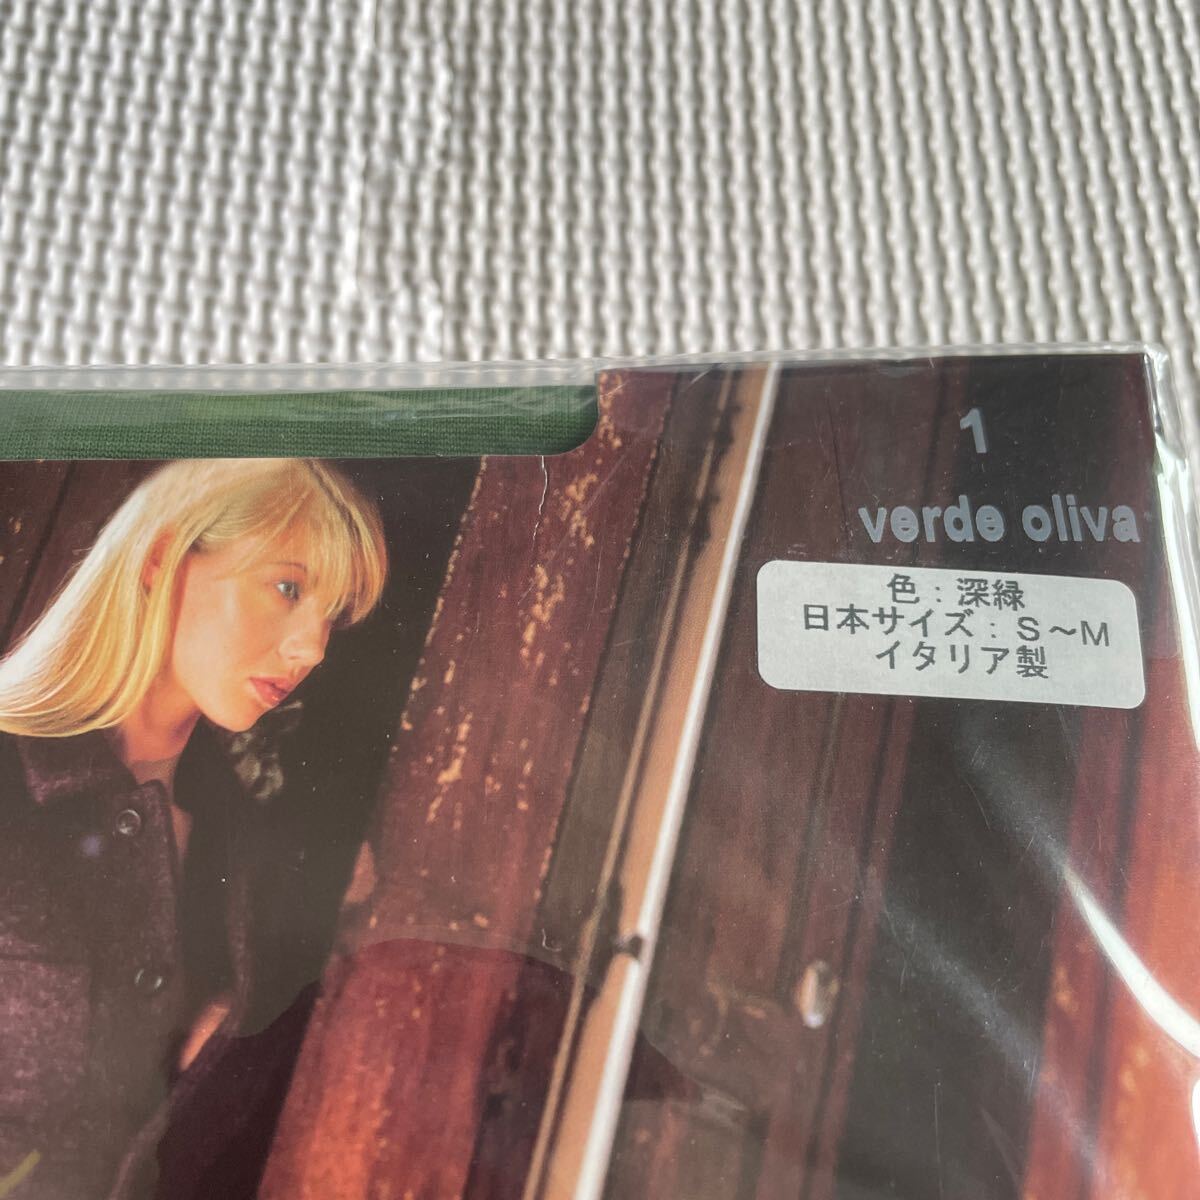 1
verde oliva
色：深緑
日本サイズ：S～M
イタリア製